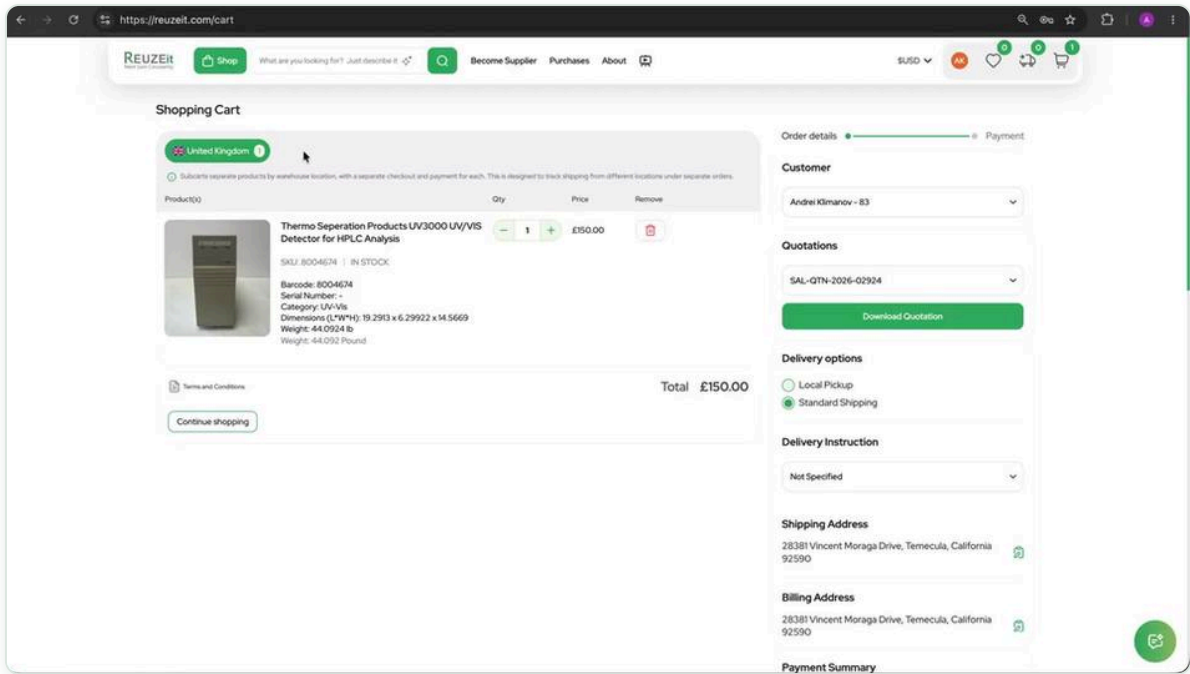 https://reuzeit.com/cart
REUZEit
Shop
What are you looking for? Just describe it
Become Supplier
Purchases
About
$USD
AK
0
0
1
Shopping Cart
United Kingdom 1
Subcarts separate products by warehouse location, with a separate checkout and payment for each. This is designed to track shipping from different locations under separate orders.
Product(s) Qty Price Remove
Thermo Seperation Products UV3000 UV/VIS
Detector for HPLC Analysis
− 1 + £150.00
SKU: 8004674 | IN STOCK
Barcode: 8004674
Serial Number: -
Category: UV-Vis
Dimensions (L*W*H): 19.2913 x 6.29922 x 14.5669
Weight: 44.0924 lb
Weight: 44.092 Pound
Terms and Conditions
Total £150.00
Continue shopping
Order details Payment
Customer
Andrei Klimanov - 83
Quotations
SAL-QTN-2026-02924
Download Quotation
Delivery options
Local Pickup
Standard Shipping
Delivery Instruction
Not Specified
Shipping Address
28381 Vincent Moraga Drive, Temecula, California
92590
Billing Address
28381 Vincent Moraga Drive, Temecula, California
92590
Payment Summary